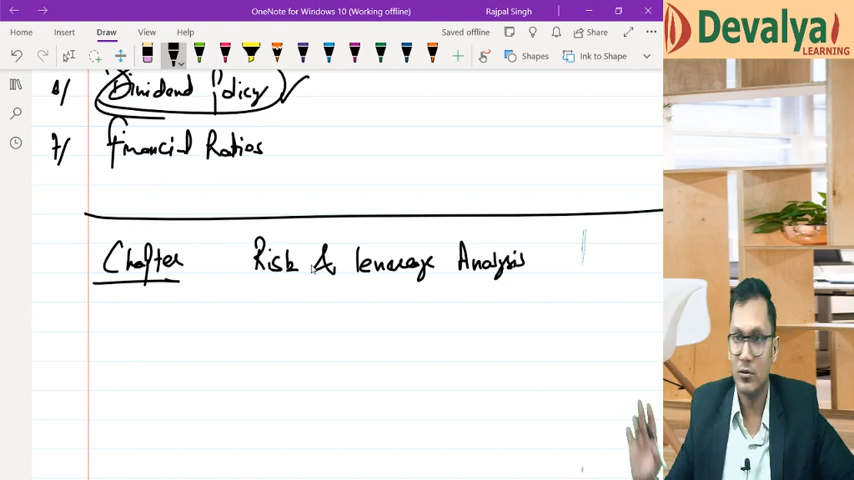 OneNote for Windows 10 (Working offline)
Rajpal Singh
Home Insert Draw View Help
Saved offline
Share
Shapes
Ink to Shape
Devalya
LEARNING
Dividend Policy
7/ Financial Ratios
Chapter Risk & Leverage Analysis